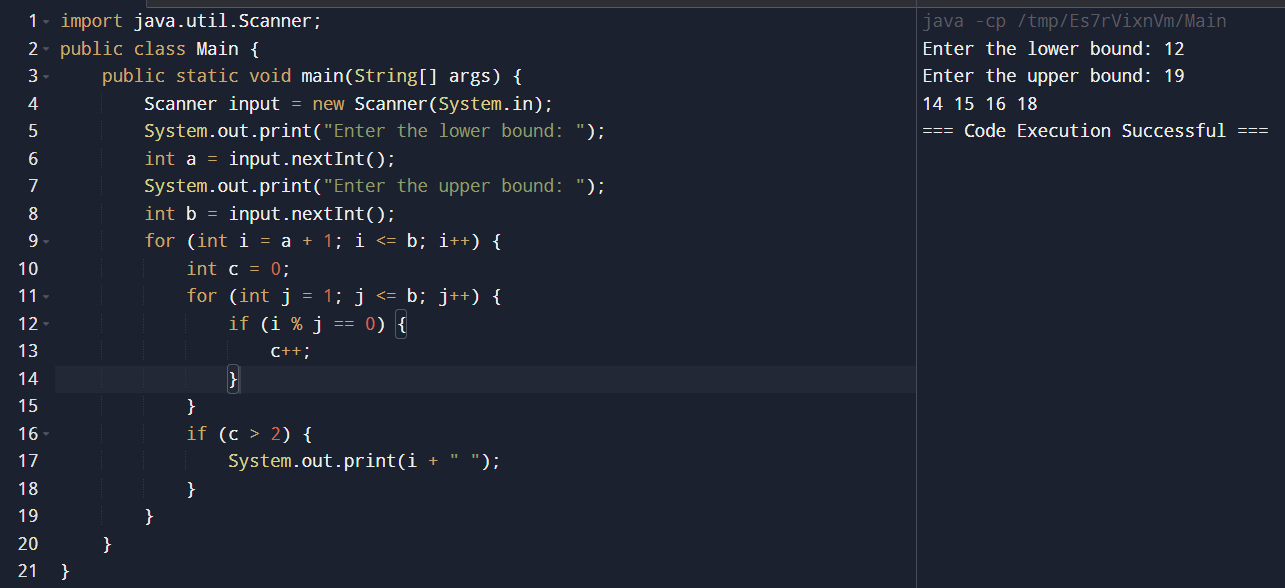 1 import java.util.Scanner;
2 public class Main {
3     public static void main(String[] args) {
4         Scanner input = new Scanner(System.in);
5         System.out.print("Enter the lower bound: ");
6         int a = input.nextInt();
7         System.out.print("Enter the upper bound: ");
8         int b = input.nextInt();
9         for (int i = a + 1; i <= b; i++) {
10             int c = 0;
11             for (int j = 1; j <= b; j++) {
12                 if (i % j == 0) {
13                     c++;
14                 }
15             }
16             if (c > 2) {
17                 System.out.print(i + " ");
18             }
19         }
20     }
21 }
java -cp /tmp/Es7rVixnVm/Main
Enter the lower bound: 12
Enter the upper bound: 19
14 15 16 18
=== Code Execution Successful ===